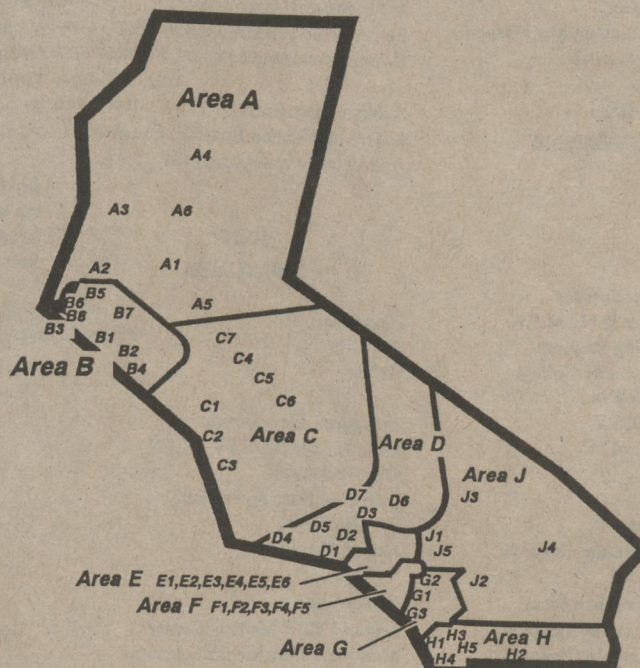 Area A
A4
A3 A6
A1
A2
B5
A5
B6
B8
B7
B3
B1
B2
B4
Area B
C7
C4
C5
C6
C1
C2
Area C
C3
Area D
D7
D6
D3
D5
D2
D4
D1
Area J
J3
J1
J5
J4
J2
Area E E1,E2,E3,E4,E5,E6
Area F F1,F2,F3,F4,F5
Area G
G2
G1
G3
Area H
H3
H1
H5
H4
H2